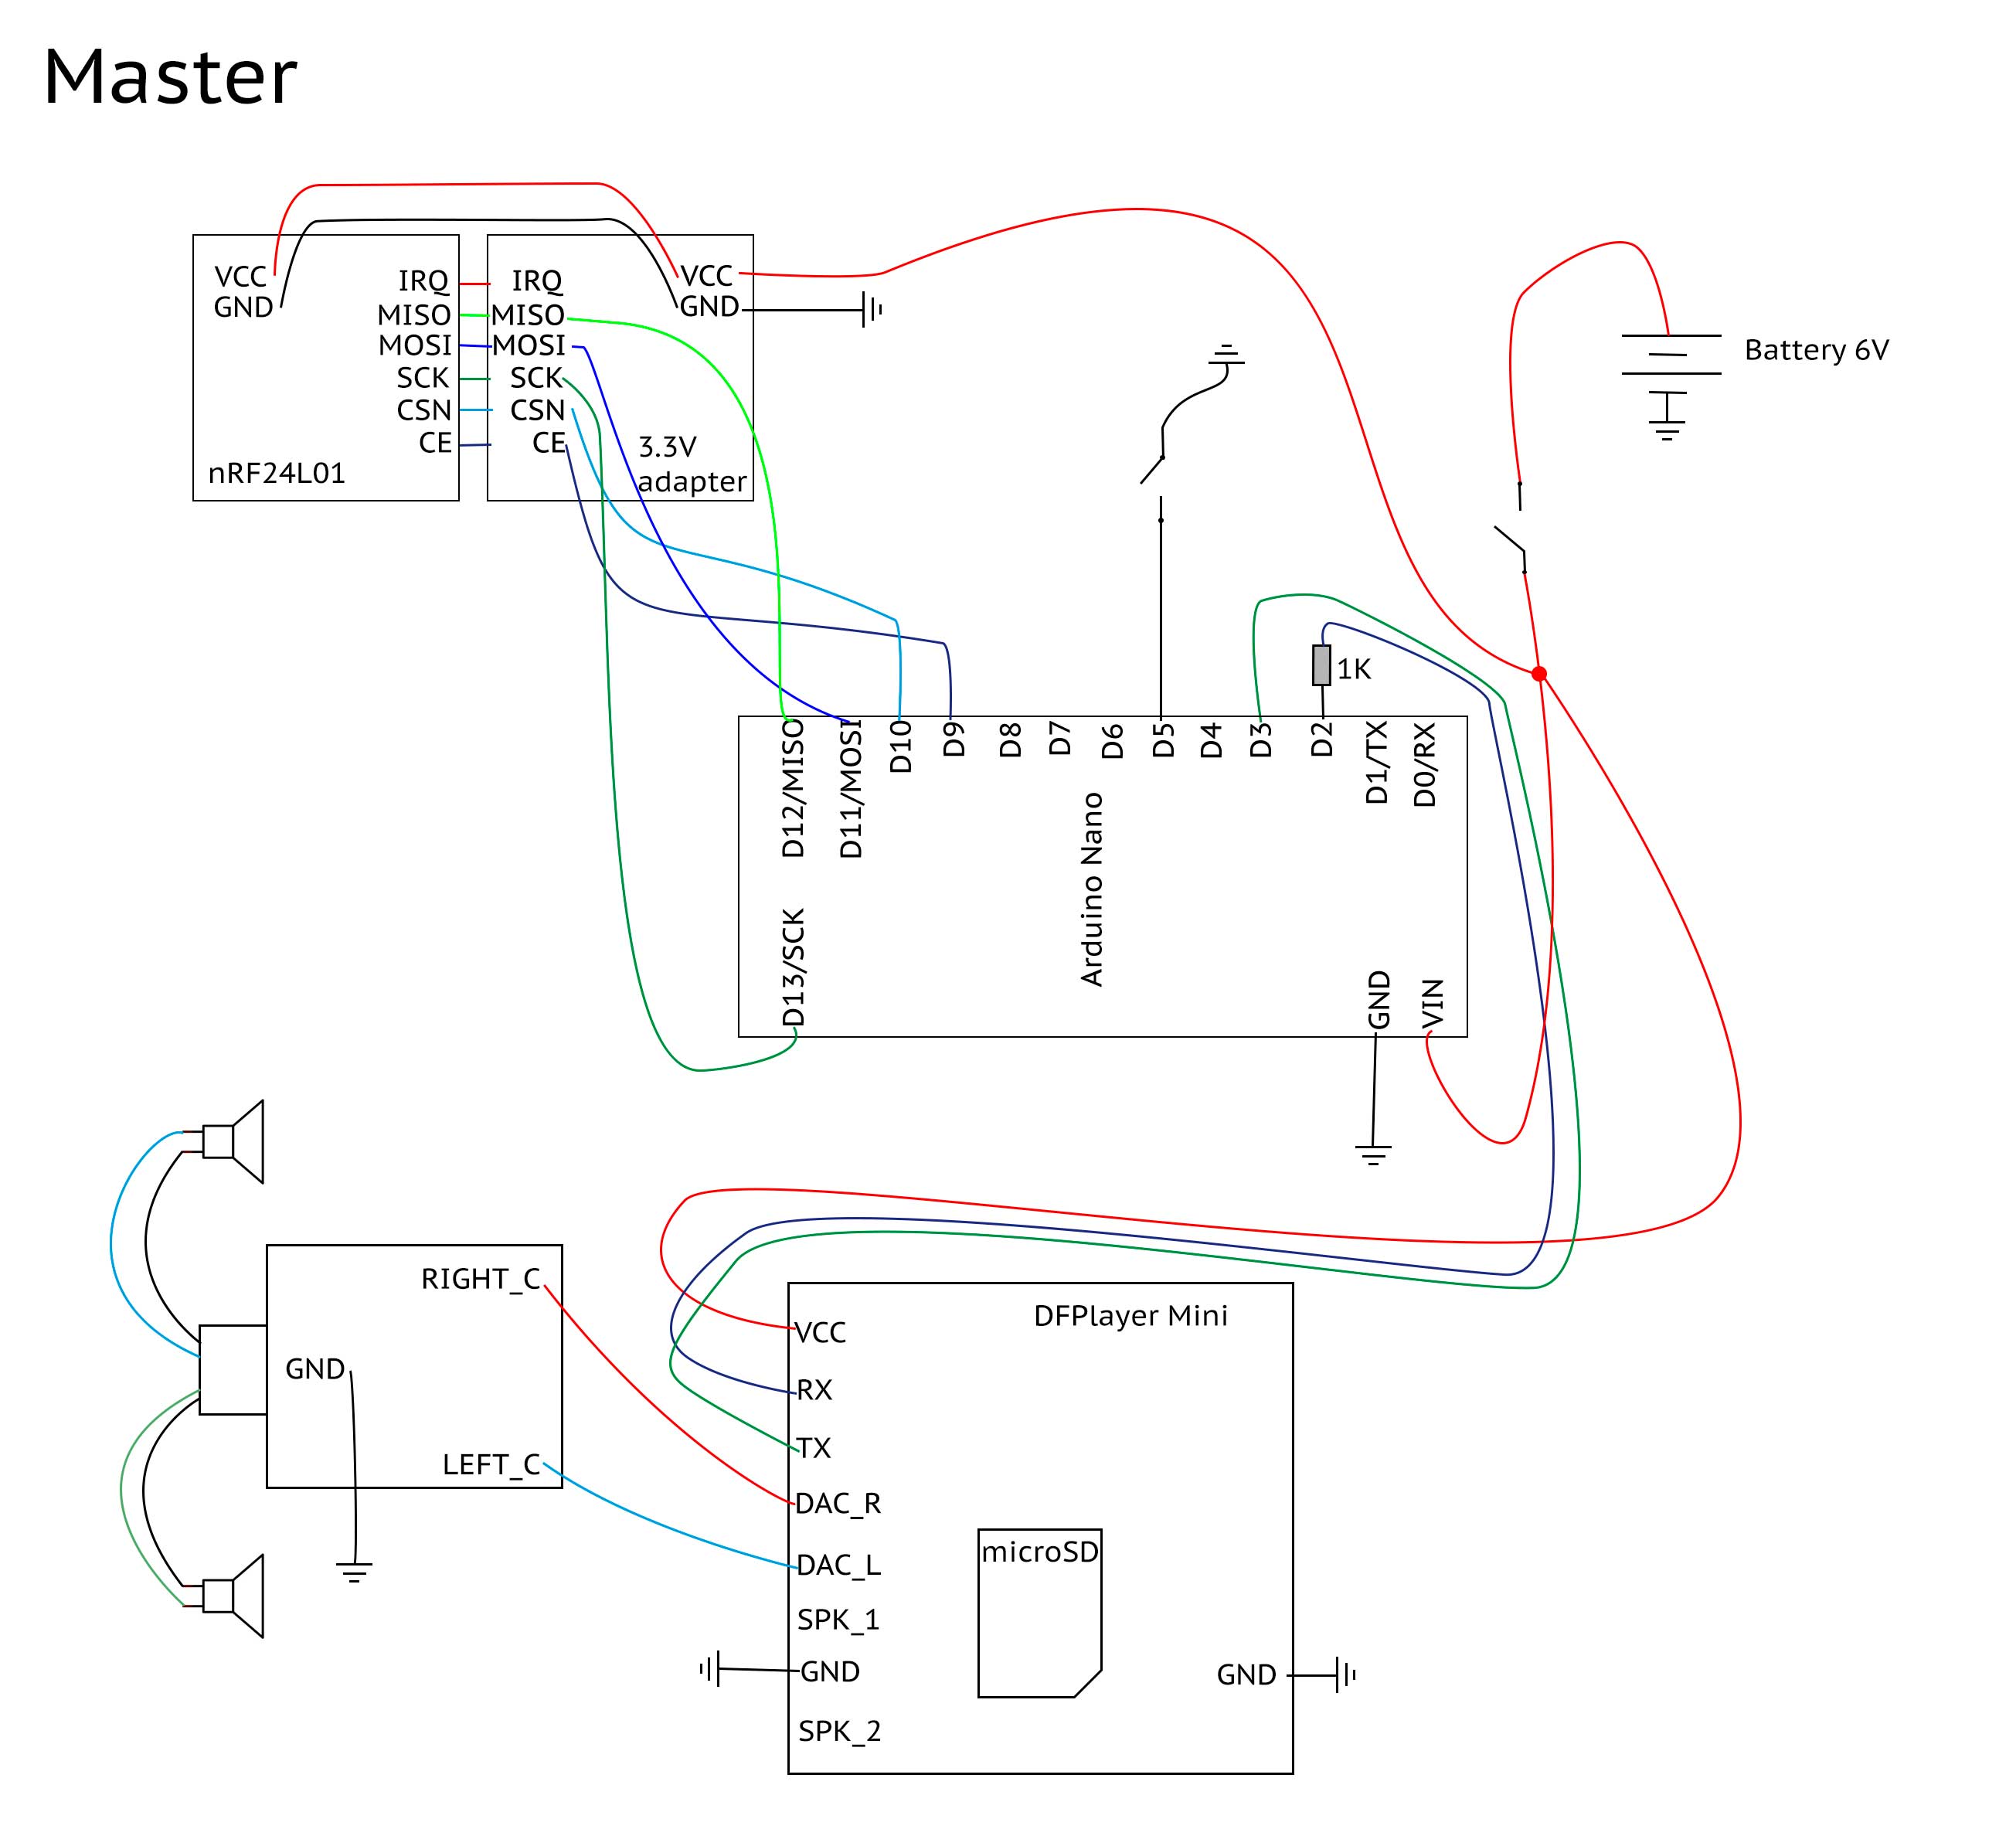 Master
VCC
GND
IRQ
MISO
MOSI
SCK
CSN
CE
nRF24L01
IRQ
MISO
MOSI
SCK
CSN
CE
VCC
GND
3.3V
adapter
Battery 6V
1K
D12/MISO
D11/MOSI
D10
D9
D8
D7
D6
D5
D4
D3
D2
D1/TX
D0/RX
Arduino Nano
D13/SCK
GND
VIN
RIGHT_C
GND
LEFT_C
DFPlayer Mini
VCC
RX
TX
DAC_R
DAC_L
SPK_1
GND
SPK_2
microSD
GND